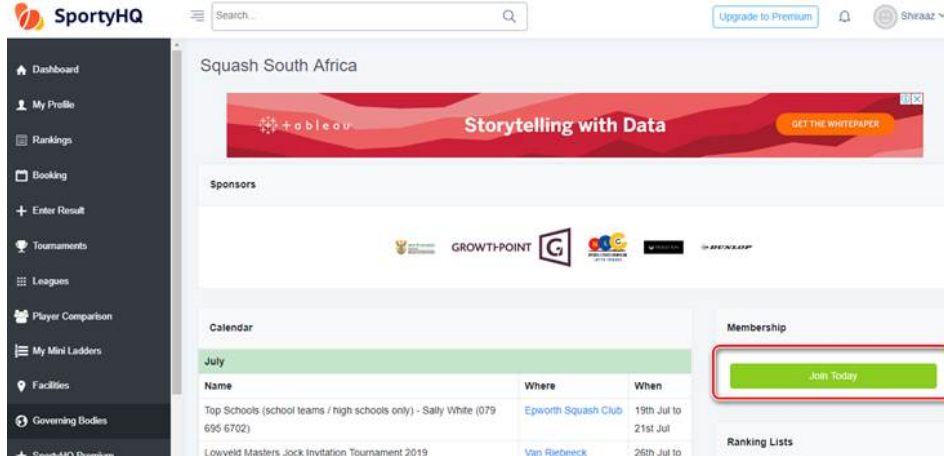 SportyHQ
Search...
Upgrade to Premium
Shiraaz
Dashboard
My Profile
Rankings
Booking
Enter Result
Tournaments
Leagues
Player Comparison
My Mini Ladders
Facilities
Governing Bodies
SportyHQ Premium
Squash South Africa
+ a b l e a u
Storytelling with Data
GET THE WHITEPAPER
Sponsors
GROWTHPOINT
G
DUNLOP
Calendar
July
Name Where When
Top Schools (school teams / high schools only) - Sally White (079 Epworth Squash Club 19th Jul to
695 6702) 21st Jul
Lowveld Masters Jock Invitation Tournament 2019 Van Riebeeck 26th Jul to
Membership
Join Today
Ranking Lists